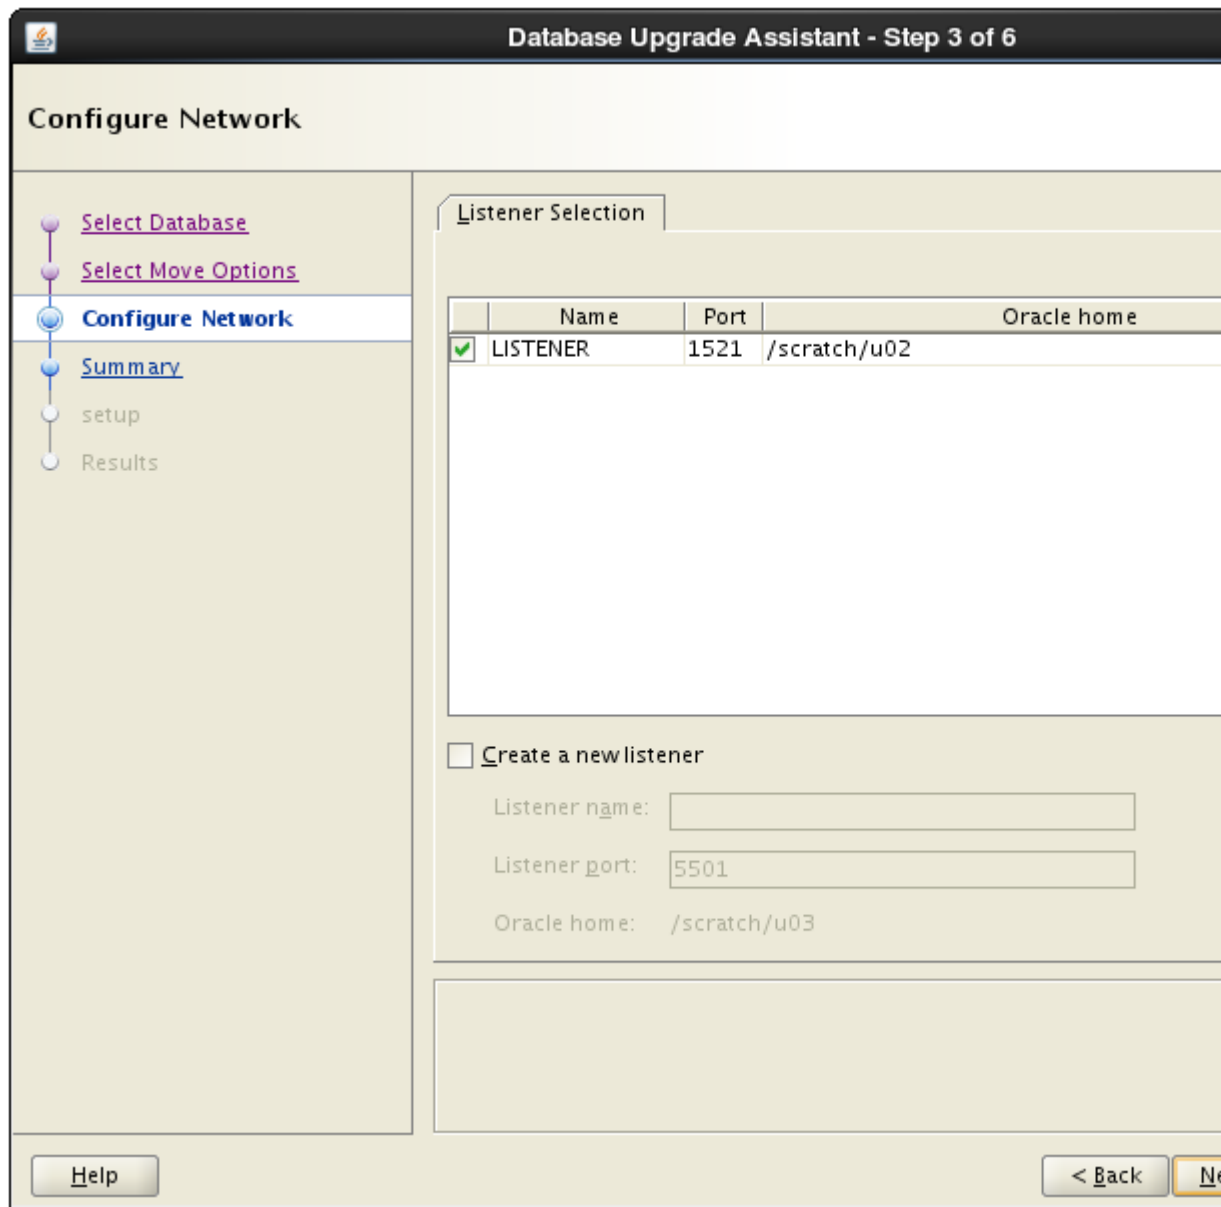 Database Upgrade Assistant - Step 3 of 6
Configure Network
Select Database
Select Move Options
Configure Network
Summary
setup
Results
Listener Selection
Name Port Oracle home
LISTENER 1521 /scratch/u02
Create a new listener
Listener name:
Listener port: 5501
Oracle home: /scratch/u03
Help
< Back